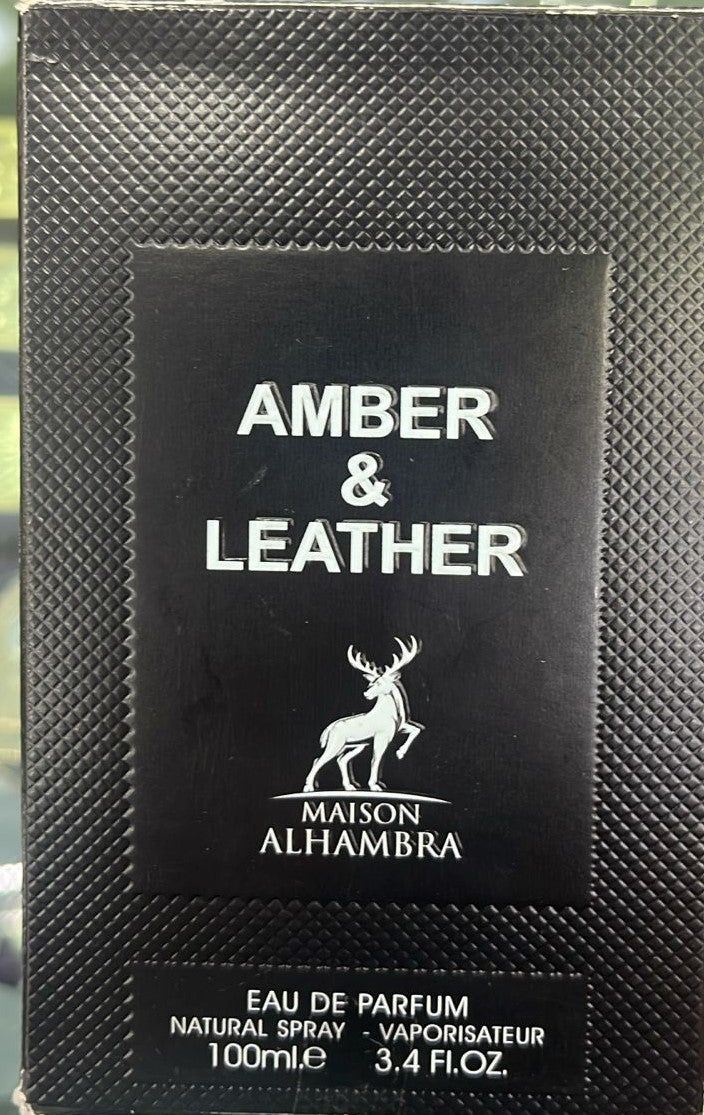 AMBER
&
LEATHER
MAISON
ALHAMBRA
EAU DE PARFUM
NATURAL SPRAY - VAPORISATEUR
100ml.e 3.4 Fl.OZ.